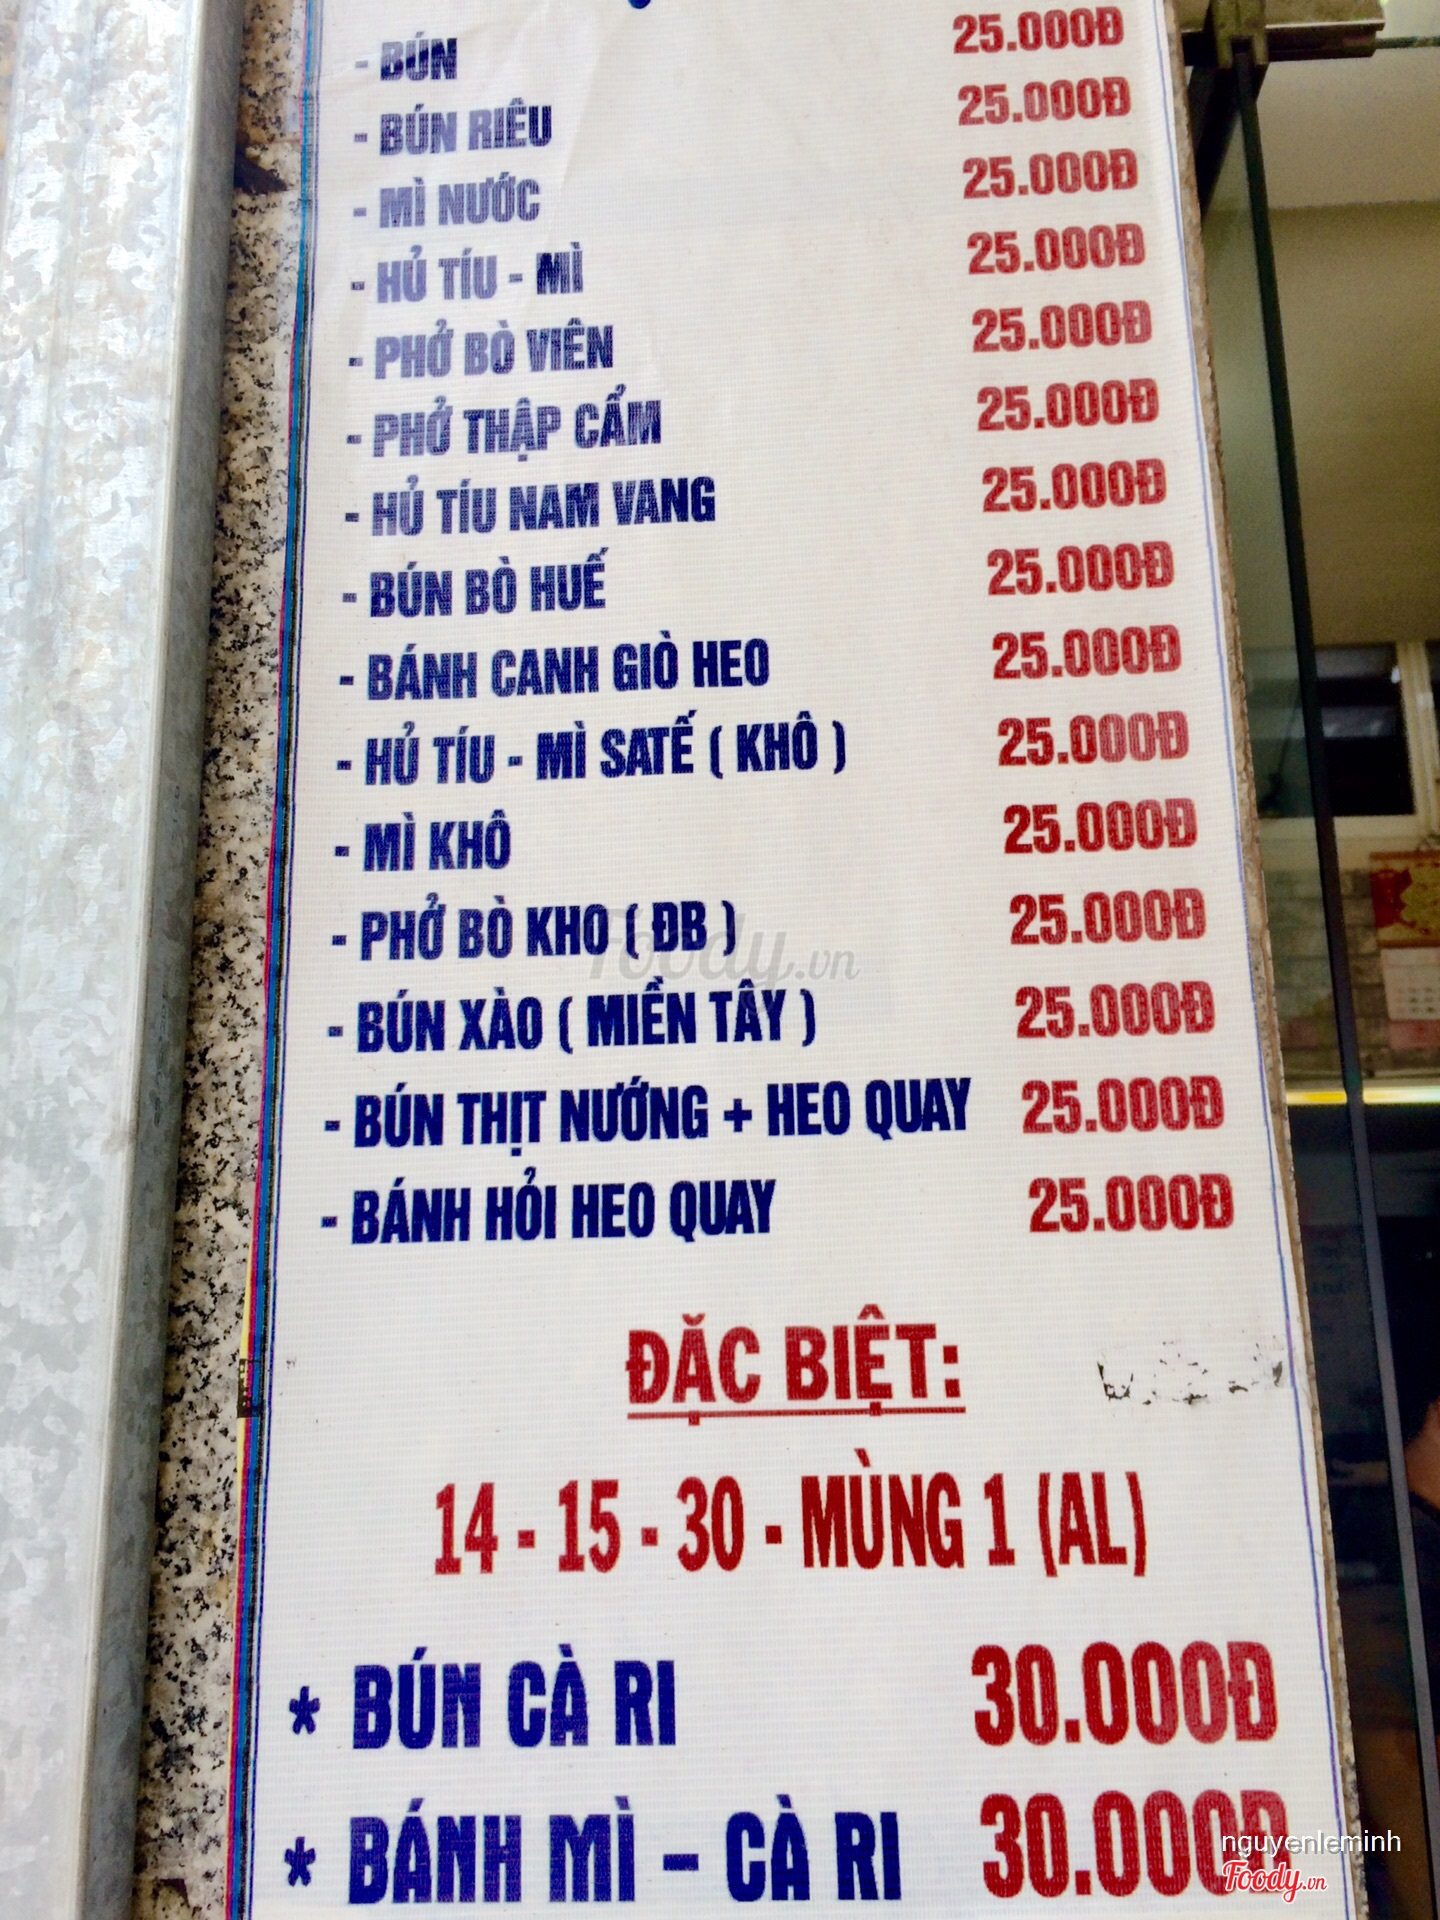 - BÚN 25.000Đ
- BÚN RIÊU 25.000Đ
- MÌ NƯỚC 25.000Đ
- HỦ TÍU - MÌ 25.000Đ
- PHỞ BÒ VIÊN 25.000Đ
- PHỞ THẬP CẨM 25.000Đ
- HỦ TÍU NAM VANG 25.000Đ
- BÚN BÒ HUẾ 25.000Đ
- BÁNH CANH GIÒ HEO 25.000Đ
- HỦ TÍU - MÌ SATẾ ( KHÔ ) 25.000Đ
- MÌ KHÔ 25.000Đ
- PHỞ BÒ KHO ( ĐB ) 25.000Đ
Foody.vn
- BÚN XÀO ( MIỀN TÂY ) 25.000Đ
- BÚN THỊT NƯỚNG + HEO QUAY 25.000Đ
- BÁNH HỎI HEO QUAY 25.000Đ
ĐẶC BIỆT:
14 - 15 - 30 - MÙNG 1 (AL)
* BÚN CÀ RI 30.000Đ
* BÁNH MÌ - CÀ RI 30.000Đ
nguyenleminh
Foody.vn